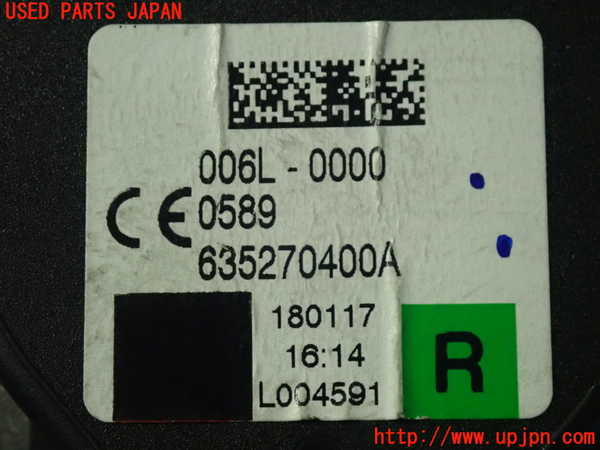 USED PARTS JAPAN
006L - 0000
CE 0589
635270400A
180117
16:14
L004591
R
http://www.upjpn.com/